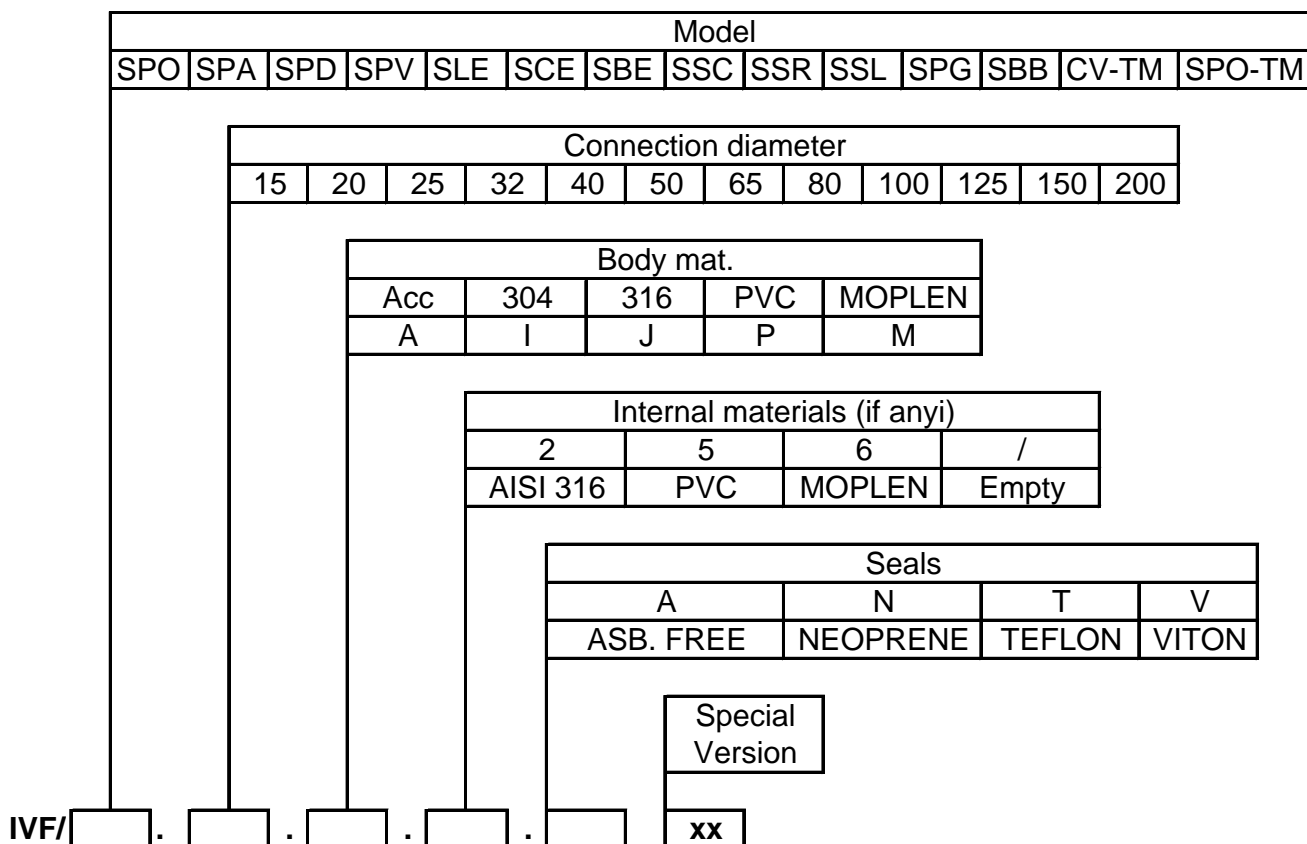 Model
SPO SPA SPD SPV SLE SCE SBE SSC SSR SSL SPG SBB CV-TM SPO-TM
Connection diameter
15 20 25 32 40 50 65 80 100 125 150 200
Body mat.
Acc 304 316 PVC MOPLEN
A I J P M
Internal materials (if anyi)
2 5 6 /
AISI 316 PVC MOPLEN Empty
Seals
A N T V
ASB. FREE NEOPRENE TEFLON VITON
Special
Version
IVF/ . . . . xx